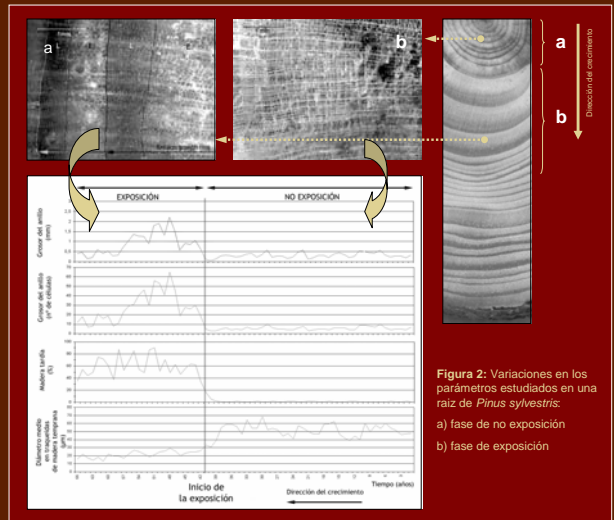 a
b
a
b
Dirección del crecimiento
EXPOSICIÓN
NO EXPOSICIÓN
Grosor del anillo
(mm)
Grosor del anillo
(nº de células)
Madera tardía
(%)
Diámetro medio
en traqueidas
de madera temprana
(µm)
Tiempo (años)
Inicio de
la exposición
Dirección del crecimiento
Figura 2: Variaciones en los
parámetros estudiados en una
raiz de Pinus sylvestris:
a) fase de no exposición
b) fase de exposición